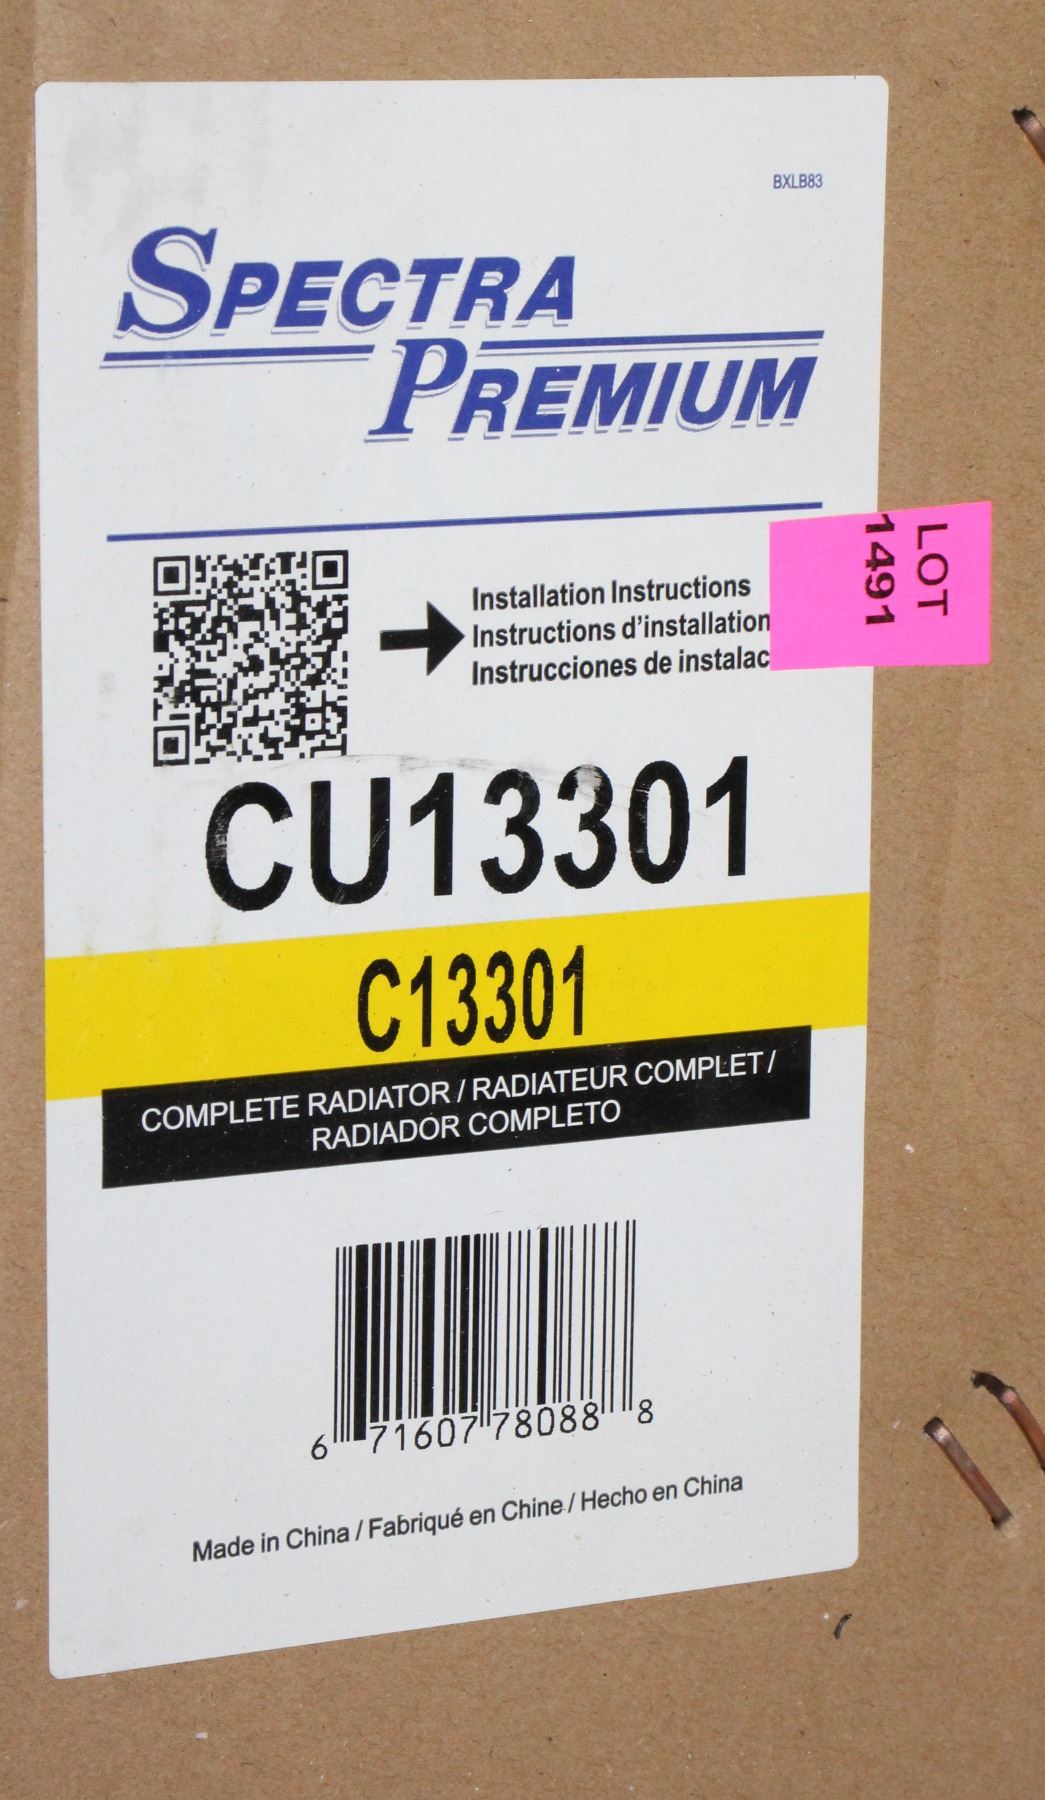 BXLB83
SPECTRA
PREMIUM
Installation Instructions
Instructions d'installation
Instrucciones de instalac
LOT
1491
CU13301
C13301
COMPLETE RADIATOR / RADIATEUR COMPLET /
RADIADOR COMPLETO
6 71607 78088 8
Made in China / Fabriqué en Chine / Hecho en China